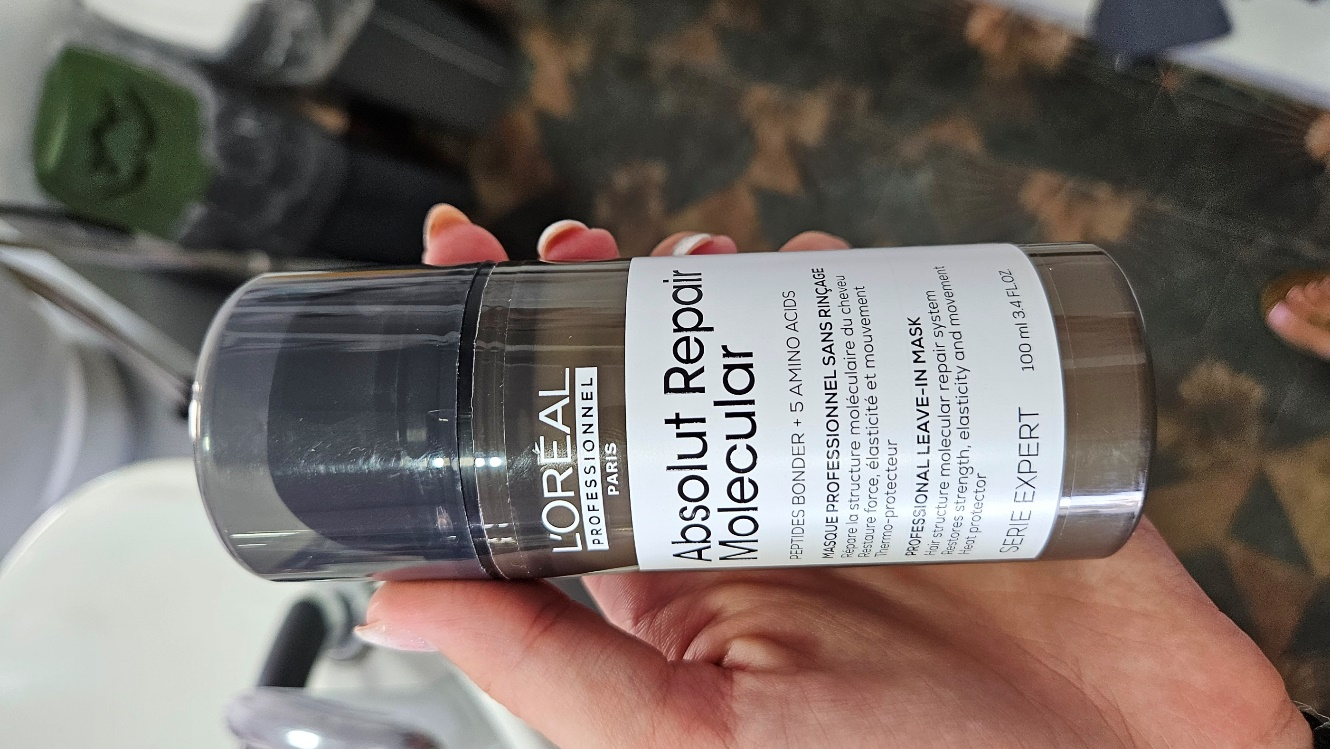 L'ORÉAL
PROFESSIONNEL
PARIS
Absolut Repair
Molecular
PEPTIDES BONDER + 5 AMINO ACIDS
MASQUE PROFESSIONNEL SANS RINÇAGE
Répare la structure moléculaire du cheveu
Restaure force, élasticité et mouvement
Thermo-protecteur
PROFESSIONAL LEAVE-IN MASK
Hair structure molecular repair system
Restores strength, elasticity and movement
Heat protector
SERIE EXPERT 100 ml 3.4 FL.OZ